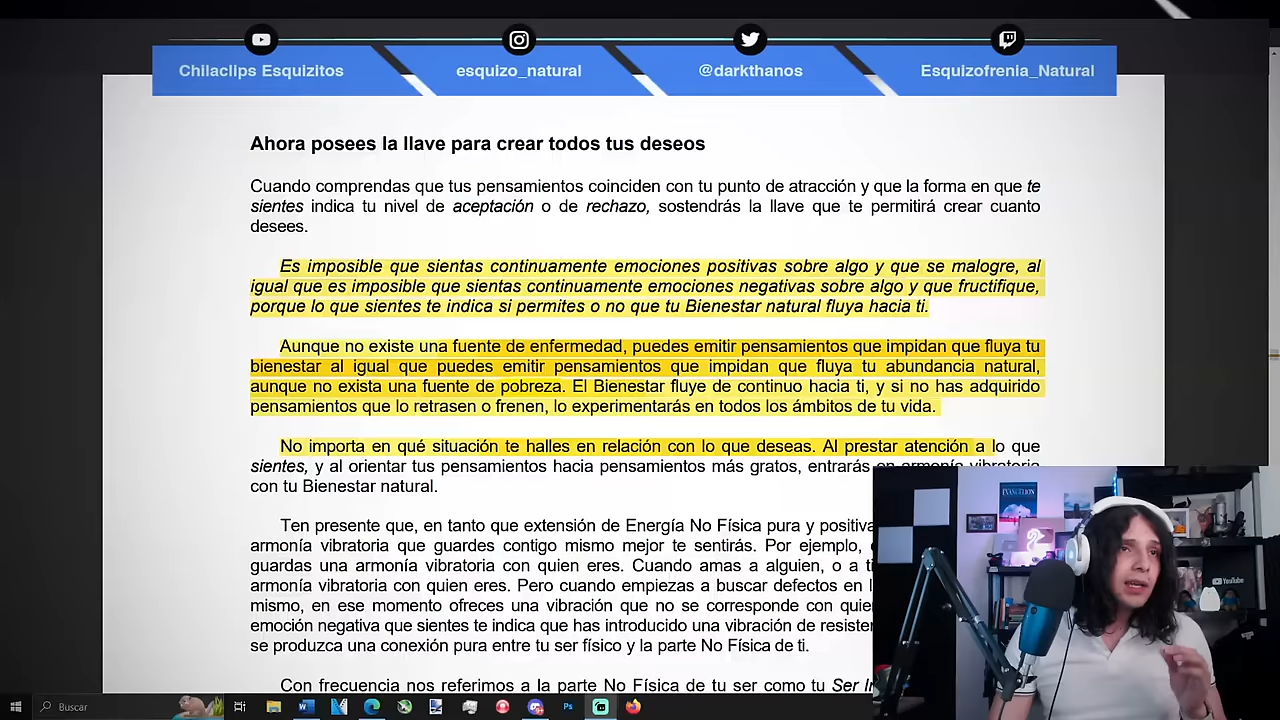 Chilaclips Esquizitos
esquizo_natural
@darkthanos
Esquizofrenia_Natural
Ahora posees la llave para crear todos tus deseos
Cuando comprendas que tus pensamientos coinciden con tu punto de atracción y que la forma en que te
sientes indica tu nivel de aceptación o de rechazo, sostendrás la llave que te permitirá crear cuanto
desees.
Es imposible que sientas continuamente emociones positivas sobre algo y que se malogre, al
igual que es imposible que sientas continuamente emociones negativas sobre algo y que fructifique,
porque lo que sientes te indica si permites o no que tu Bienestar natural fluya hacia ti.
Aunque no existe una fuente de enfermedad, puedes emitir pensamientos que impidan que fluya tu
bienestar al igual que puedes emitir pensamientos que impidan que fluya tu abundancia natural,
aunque no exista una fuente de pobreza. El Bienestar fluye de continuo hacia ti, y si no has adquirido
pensamientos que lo retrasen o frenen, lo experimentarás en todos los ámbitos de tu vida.
No importa en qué situación te halles en relación con lo que deseas. Al prestar atención a lo que
sientes, y al orientar tus pensamientos hacia pensamientos más gratos, entrarás en armonía vibratoria
con tu Bienestar natural.
Ten presente que, en tanto que extensión de Energía No Física pura y positiva
armonía vibratoria que guardes contigo mismo mejor te sentirás. Por ejemplo,
guardas una armonía vibratoria con quien eres. Cuando amas a alguien, o a ti
armonía vibratoria con quien eres. Pero cuando empiezas a buscar defectos en
mismo, en ese momento ofreces una vibración que no se corresponde con
emoción negativa que sientes te indica que has introducido una vibración de
se produzca una conexión pura entre tu ser físico y la parte No Física de ti.
Con frecuencia nos referimos a la parte No Física de tu ser como tu Ser
EVANGELION
YouTube
Buscar